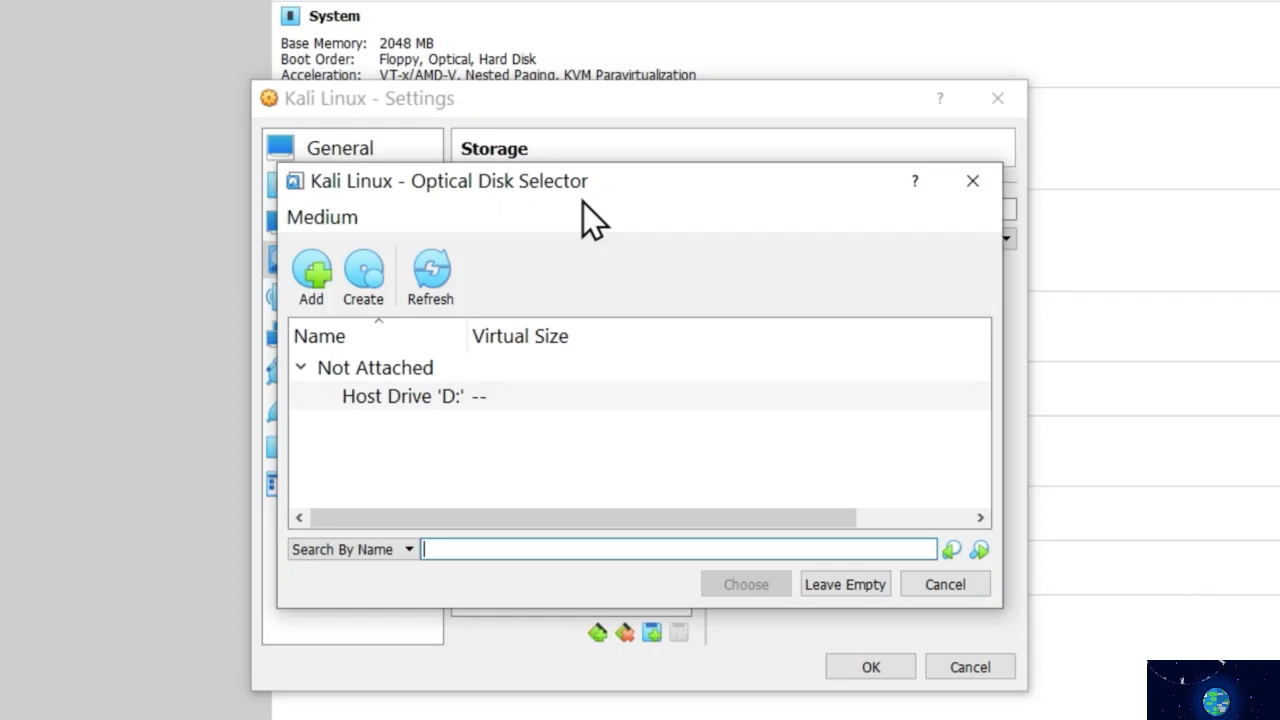 System
Base Memory: 2048 MB
Boot Order: Floppy, Optical, Hard Disk
Acceleration: VT-x/AMD-V, Nested Paging, KVM Paravirtualization
Kali Linux - Settings
?
General
Storage
Kali Linux - Optical Disk Selector
?
Medium
Add Create Refresh
Name Virtual Size
Not Attached
Host Drive 'D:' --
Search By Name
Choose Leave Empty Cancel
OK Cancel